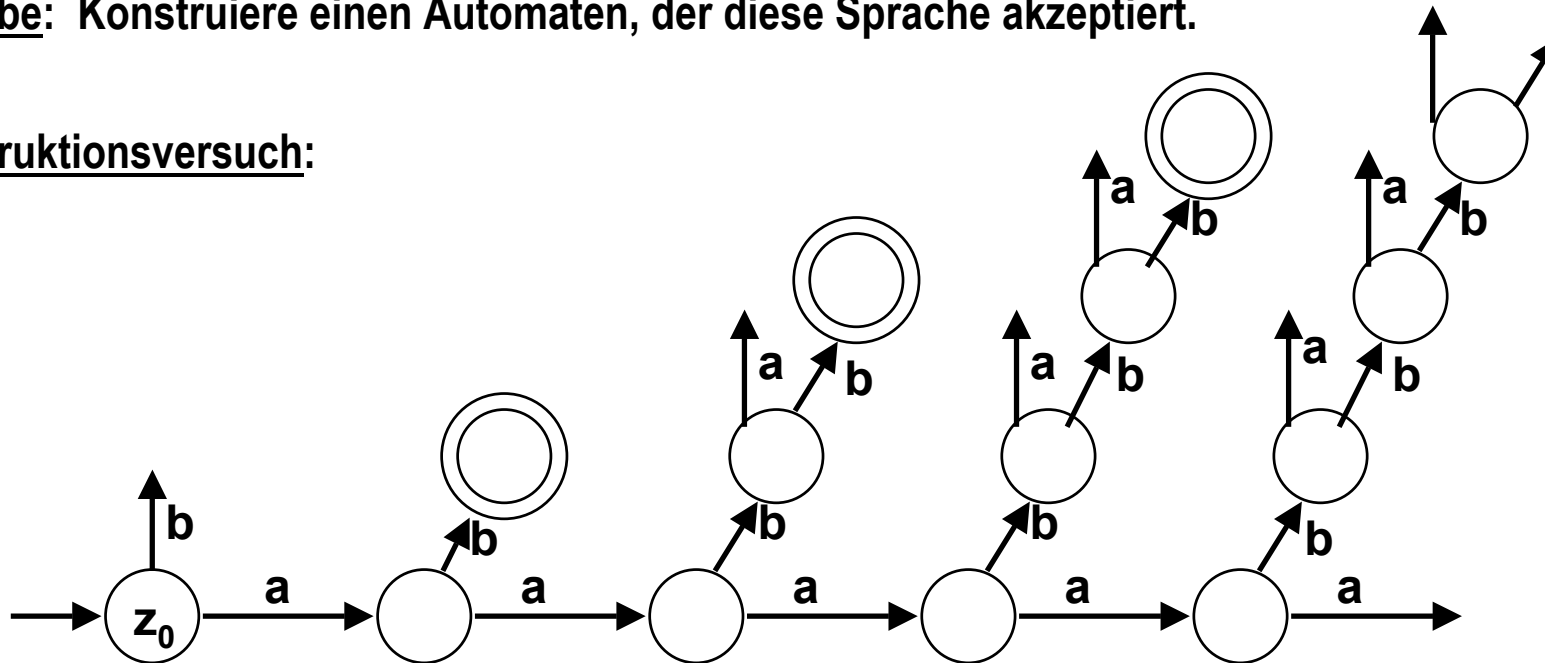 be: Konstruiere einen Automaten, der diese Sprache akzeptiert.
ruktionsversuch:
a a
b b
a a a
b b b
b b b b b
a a a a a
z0